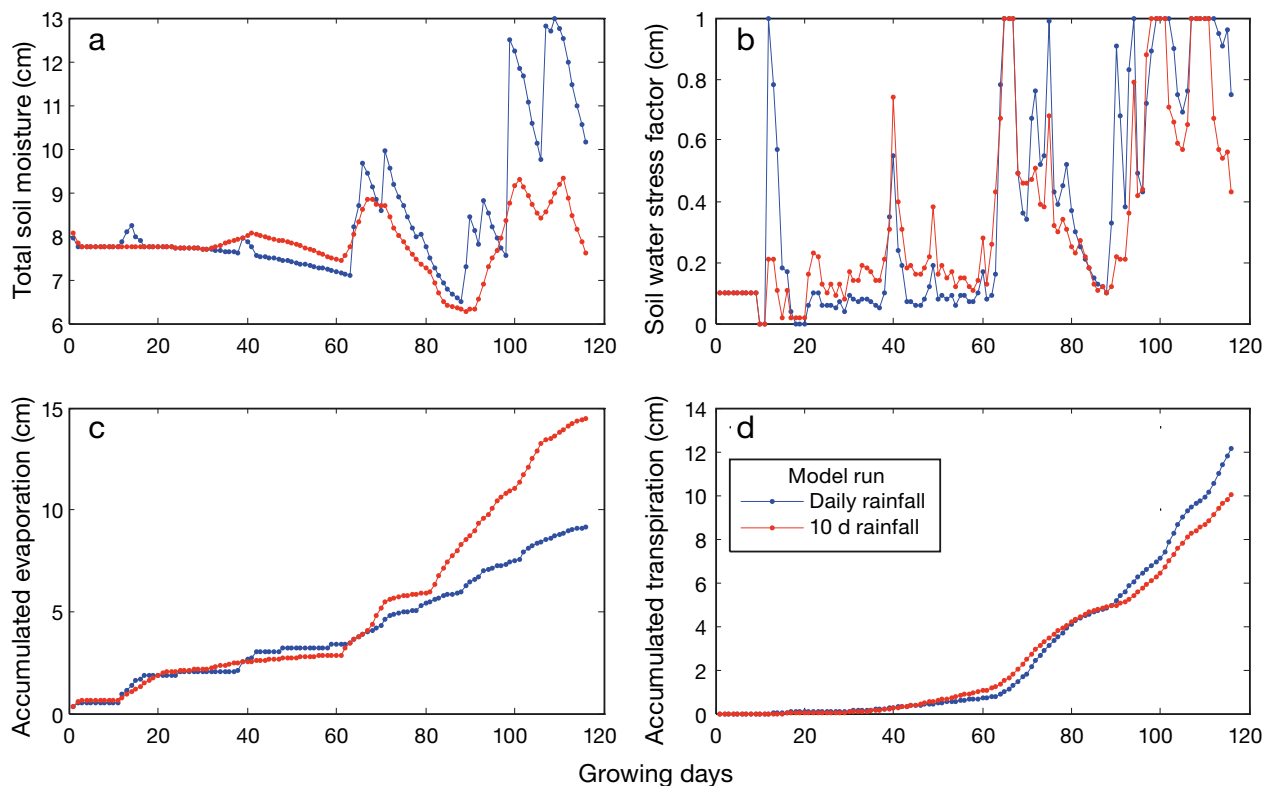 a
Total soil moisture (cm)
13
12
11
10
9
8
7
6
0 20 40 60 80 100 120
b
Soil water stress factor (cm)
1
0.8
0.6
0.4
0.2
0
0 20 40 60 80 100 120
c
Accumulated evaporation (cm)
15
10
5
0
0 20 40 60 80 100 120
d
Accumulated transpiration (cm)
14
12
10
8
6
4
2
0
0 20 40 60 80 100 120
Model run
Daily rainfall
10 d rainfall
Growing days